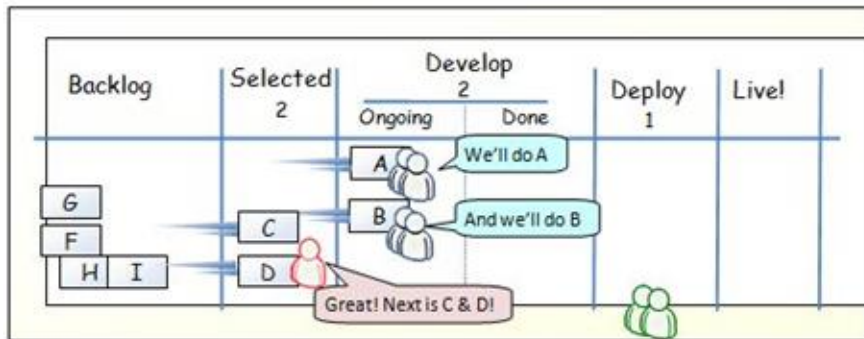 Backlog
Selected
2
Develop
2
Ongoing
Done
Deploy
1
Live!
A
We'll do A
G
B
And we'll do B
F
C
H
I
D
Great! Next is C & D!